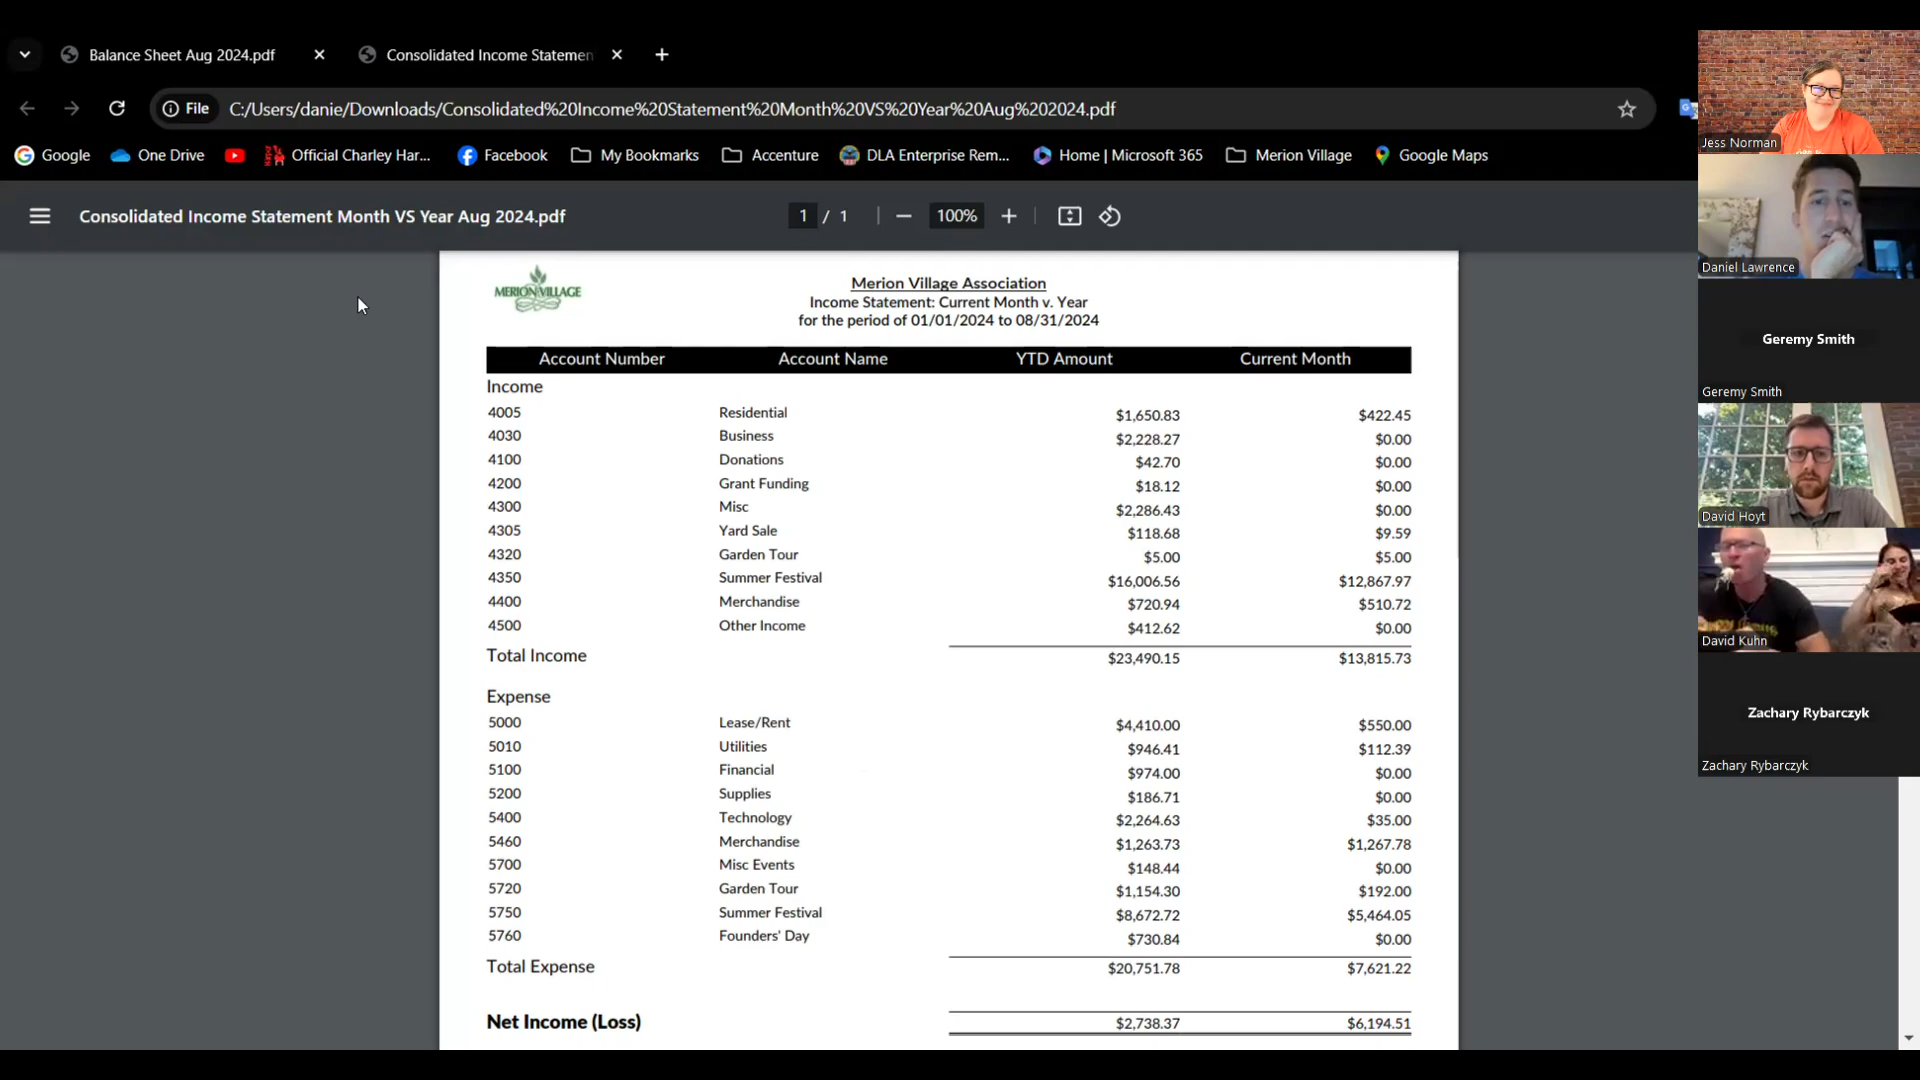 Balance Sheet Aug 2024.pdf
Consolidated Income Statemen
File
C:/Users/danie/Downloads/Consolidated%20Income%20Statement%20Month%20VS%20Year%20Aug%202024.pdf
Google
One Drive
Official Charley Har...
Facebook
My Bookmarks
Accenture
DLA Enterprise Rem...
Home | Microsoft 365
Merion Village
Google Maps
Consolidated Income Statement Month VS Year Aug 2024.pdf
1 / 1
100%
MERION VILLAGE
Merion Village Association
Income Statement: Current Month v. Year
for the period of 01/01/2024 to 08/31/2024
Account Number Account Name YTD Amount Current Month
Income
4005 Residential $1,650.83 $422.45
4030 Business $2,228.27 $0.00
4100 Donations $42.70 $0.00
4200 Grant Funding $18.12 $0.00
4300 Misc $2,286.43 $0.00
4305 Yard Sale $118.68 $9.59
4320 Garden Tour $5.00 $5.00
4350 Summer Festival $16,006.56 $12,867.97
4400 Merchandise $720.94 $510.72
4500 Other Income $412.62 $0.00
Total Income $23,490.15 $13,815.73
Expense
5000 Lease/Rent $4,410.00 $550.00
5010 Utilities $946.41 $112.39
5100 Financial $974.00 $0.00
5200 Supplies $186.71 $0.00
5400 Technology $2,264.63 $35.00
5460 Merchandise $1,263.73 $1,267.78
5700 Misc Events $148.44 $0.00
5720 Garden Tour $1,154.30 $192.00
5750 Summer Festival $8,672.72 $5,464.05
5760 Founders' Day $730.84 $0.00
Total Expense $20,751.78 $7,621.22
Net Income (Loss) $2,738.37 $6,194.51
Jess Norman
Daniel Lawrence
Geremy Smith
Geremy Smith
David Hoyt
David Kuhn
Zachary Rybarczyk
Zachary Rybarczyk